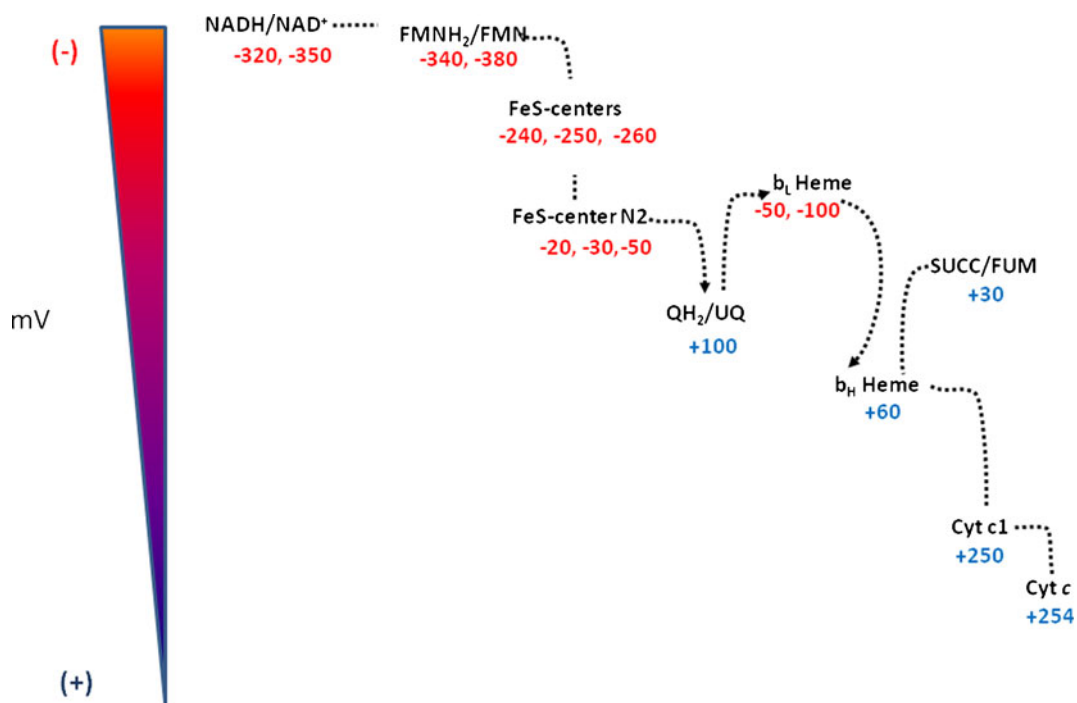 (-)
NADH/NAD⁺
-320, -350
FMNH₂/FMN
-340, -380
FeS-centers
-240, -250, -260
bL Heme
-50, -100
FeS-center N2
-20, -30,-50
SUCC/FUM
+30
mV
QH₂/UQ
+100
bH Heme
+60
Cyt c1
+250
Cyt c
+254
(+)